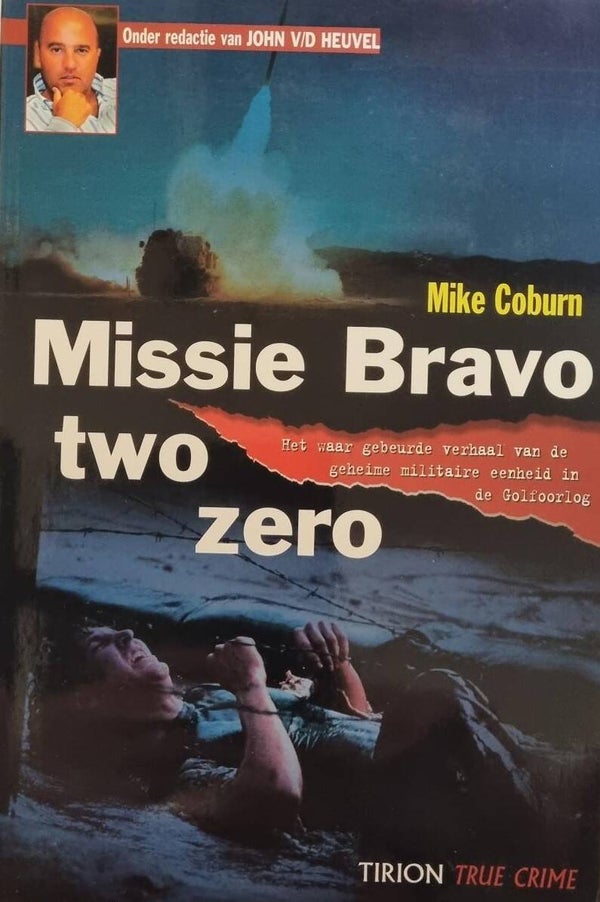 Onder redactie van JOHN V/D HEUVEL
Mike Coburn
Missie Bravo
two
zero
Het waar gebeurde verhaal van de
geheime militaire eenheid in
de Golfoorlog
TIRION TRUE CRIME